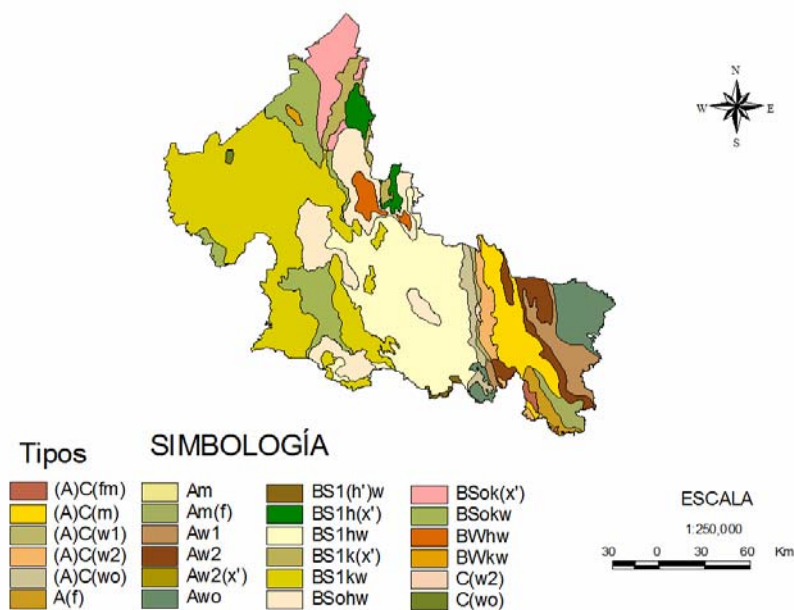 N
W E
S
Tipos SIMBOLOGÍA
(A)C(fm) Am BS1(h')w BSok(x')
(A)C(m) Am(f) BS1h(x') BSokw
(A)C(w1) Aw1 BS1hw BWhw
(A)C(w2) Aw2 BS1k(x') BWkw
(A)C(wo) Aw2(x') BS1kw C(w2)
A(f) Awo BSohw C(wo)
ESCALA
1:250,000
30 0 30 60 Km